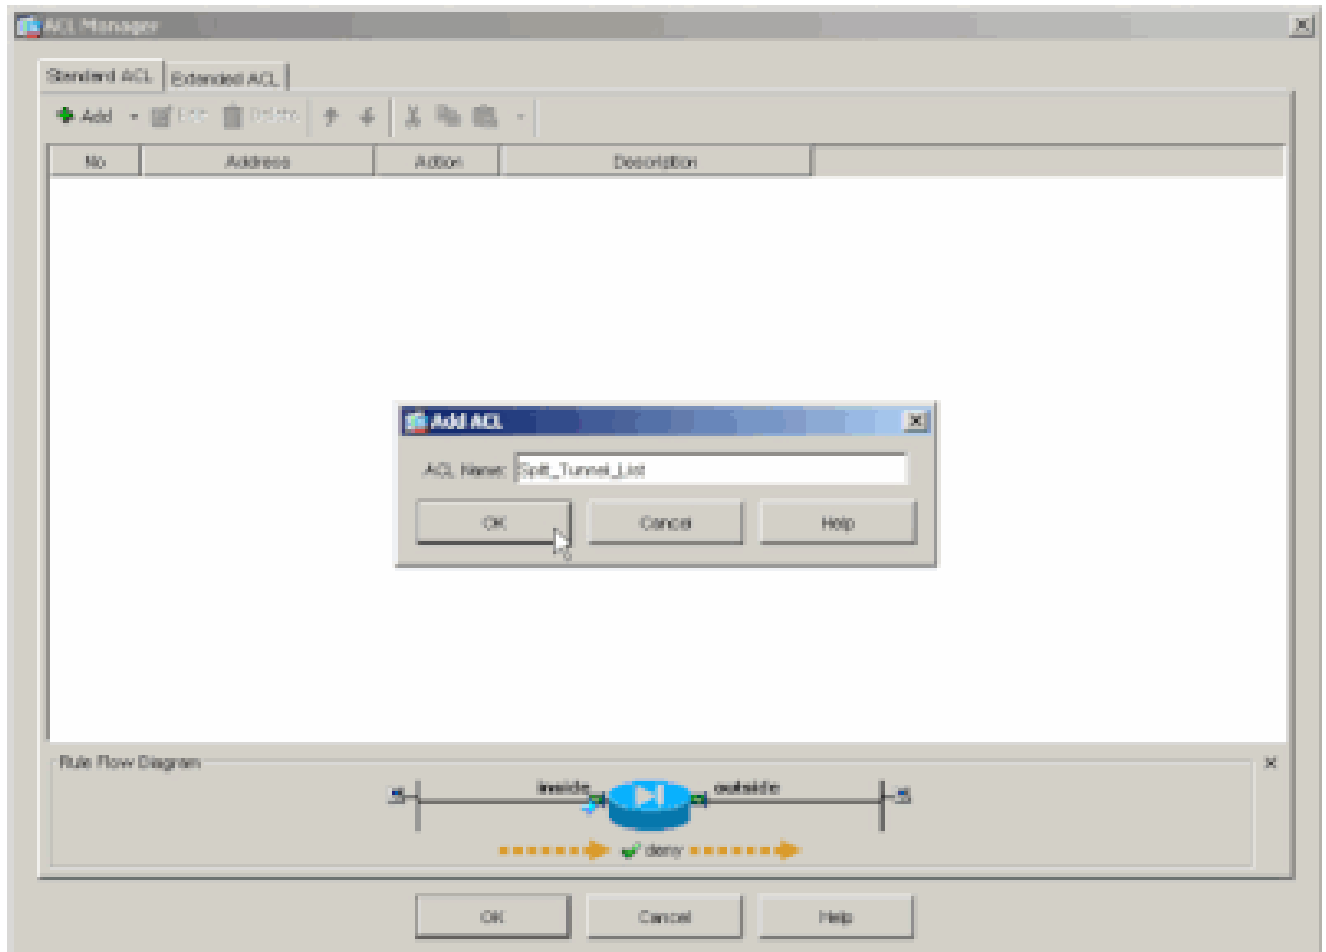 ACL Manager
Standard ACL Extended ACL
Add Edit Delete
No Address Action Description
Add ACL
ACL Name: Split_Tunnel_List
OK Cancel Help
Rule Flow Diagram
inside outside
deny
OK Cancel Help